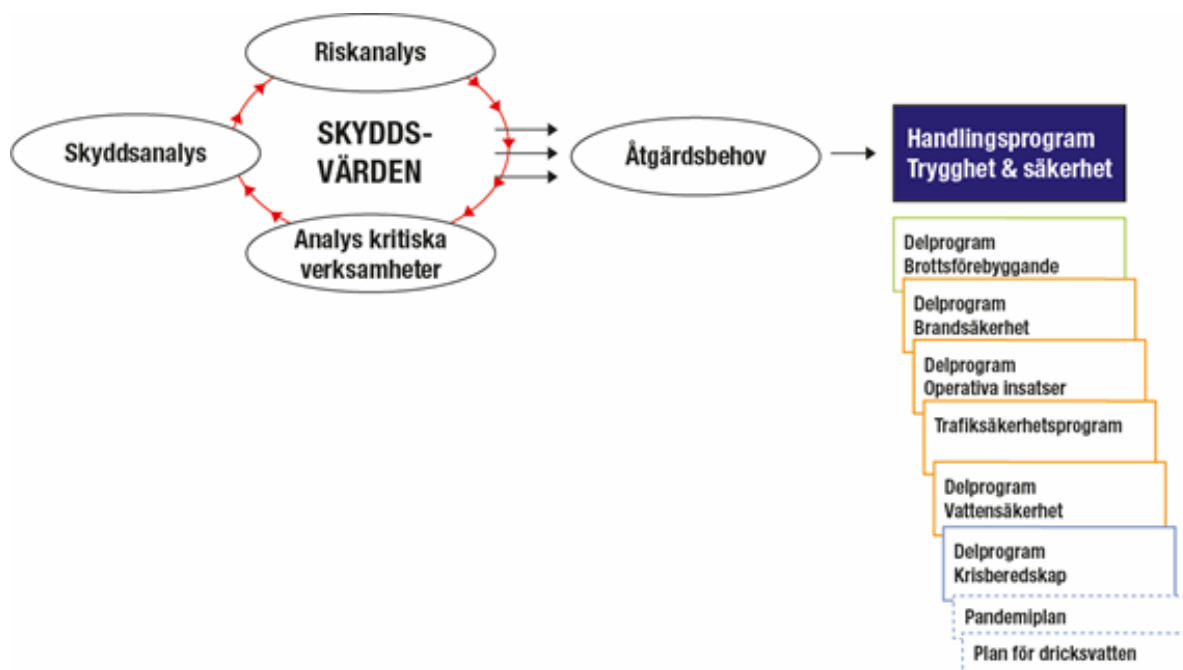 Riskanalys
Skyddsanalys
SKYDDS-
VÄRDEN
Analys kritiska
verksamheter
Åtgärdsbehov
Handlingsprogram
Trygghet & säkerhet
Delprogram
Brottsförebyggande
Delprogram
Brandsäkerhet
Delprogram
Operativa insatser
Trafiksäkerhetsprogram
Delprogram
Vattensäkerhet
Delprogram
Krisberedskap
Pandemiplan
Plan för dricksvatten